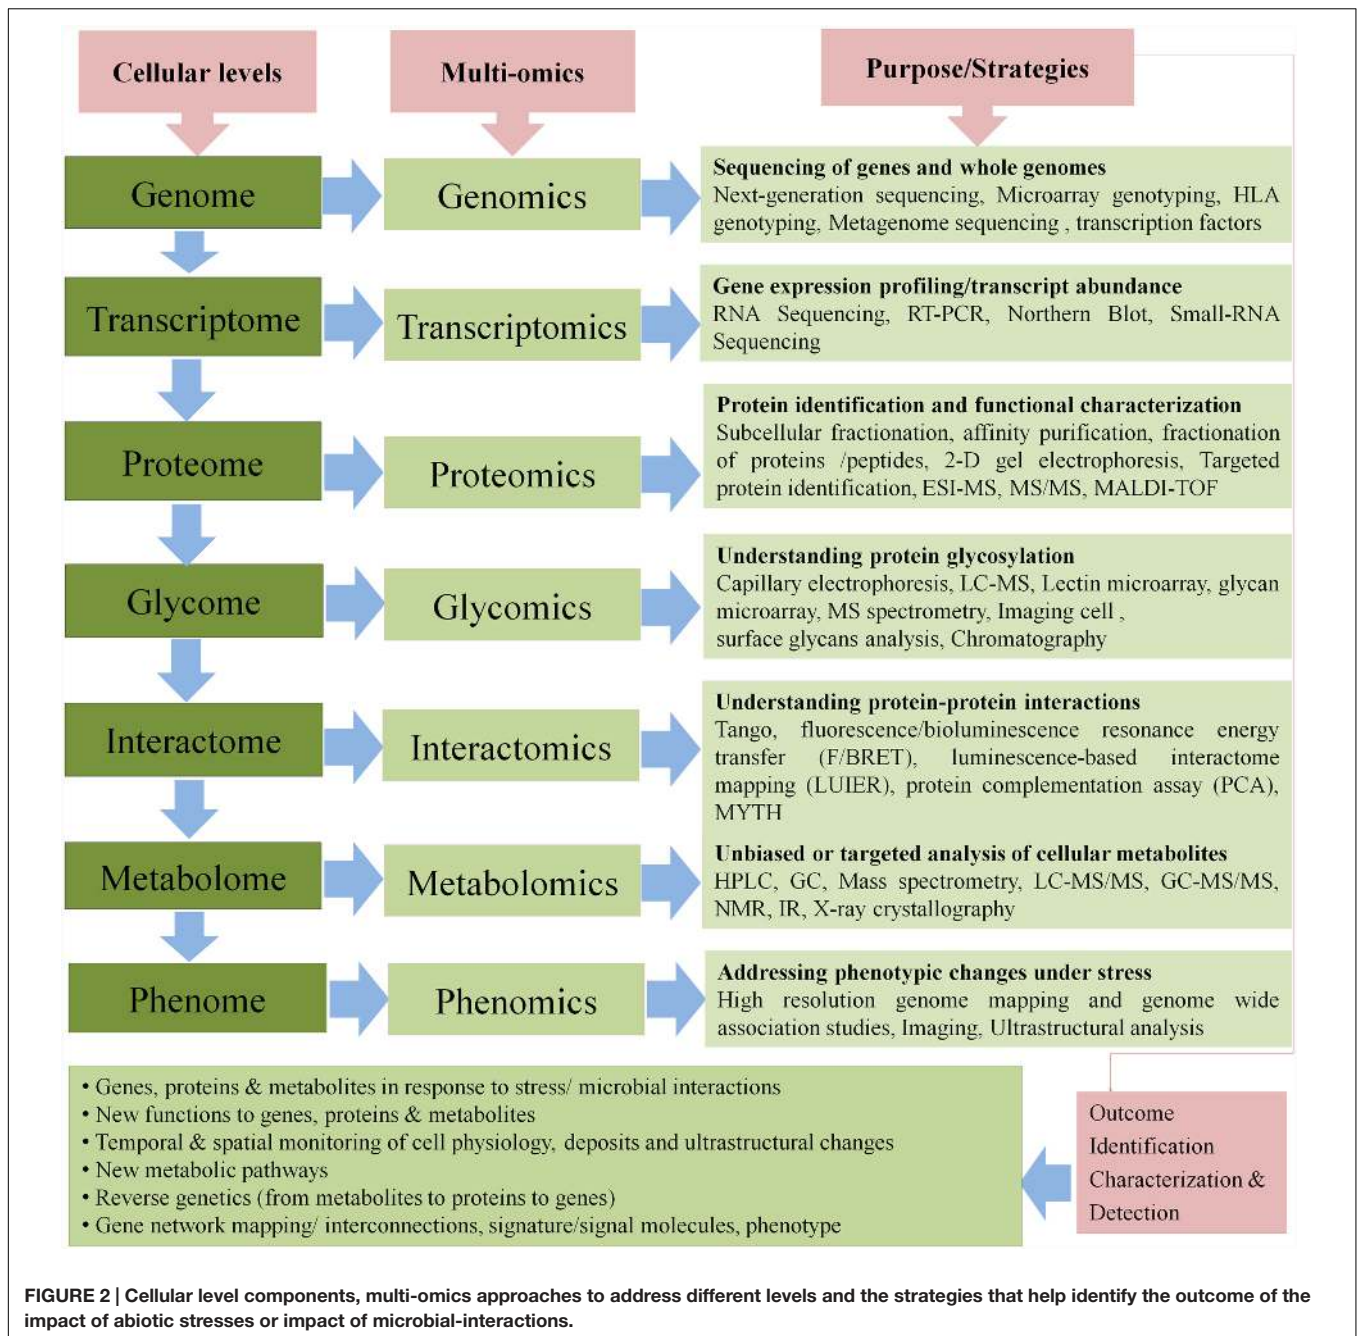 Cellular levels
Multi-omics
Purpose/Strategies
Genome
Genomics
Sequencing of genes and whole genomes
Next-generation sequencing, Microarray genotyping, HLA
genotyping, Metagenome sequencing , transcription factors
Transcriptome
Transcriptomics
Gene expression profiling/transcript abundance
RNA Sequencing, RT-PCR, Northern Blot, Small-RNA
Sequencing
Proteome
Proteomics
Protein identification and functional characterization
Subcellular fractionation, affinity purification, fractionation
of proteins /peptides, 2-D gel electrophoresis, Targeted
protein identification, ESI-MS, MS/MS, MALDI-TOF
Glycome
Glycomics
Understanding protein glycosylation
Capillary electrophoresis, LC-MS, Lectin microarray, glycan
microarray, MS spectrometry, Imaging cell ,
surface glycans analysis, Chromatography
Interactome
Interactomics
Understanding protein-protein interactions
Tango, fluorescence/bioluminescence resonance energy
transfer (F/BRET), luminescence-based interactome
mapping (LUIER), protein complementation assay (PCA),
MYTH
Metabolome
Metabolomics
Unbiased or targeted analysis of cellular metabolites
HPLC, GC, Mass spectrometry, LC-MS/MS, GC-MS/MS,
NMR, IR, X-ray crystallography
Phenome
Phenomics
Addressing phenotypic changes under stress
High resolution genome mapping and genome wide
association studies, Imaging, Ultrastructural analysis
• Genes, proteins & metabolites in response to stress/ microbial interactions
• New functions to genes, proteins & metabolites
• Temporal & spatial monitoring of cell physiology, deposits and ultrastructural changes
• New metabolic pathways
• Reverse genetics (from metabolites to proteins to genes)
• Gene network mapping/ interconnections, signature/signal molecules, phenotype
Outcome
Identification
Characterization &
Detection
FIGURE 2 | Cellular level components, multi-omics approaches to address different levels and the strategies that help identify the outcome of the
impact of abiotic stresses or impact of microbial-interactions.